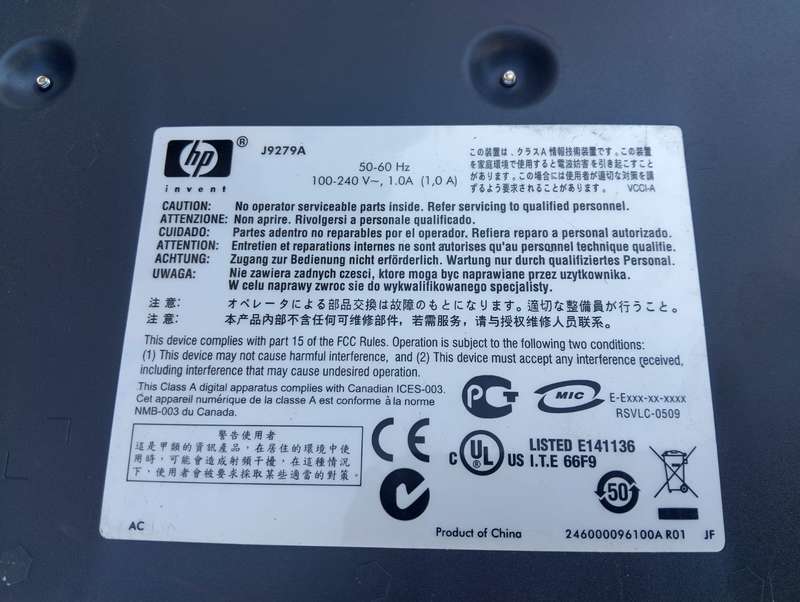 hp ®
i n v e n t
J9279A
50-60 Hz
100-240 V~, 1.0A (1,0 A)
この装置は、クラスA情報技術装置です。この装置
を家庭環境で使用すると電波妨害を引き起こすこと
があります。この場合には使用者が適切な対策を講
ずるよう要求されることがあります。 VCCI-A
CAUTION: No operator serviceable parts inside. Refer servicing to qualified personnel.
ATTENZIONE: Non aprire. Rivolgersi a personale qualificado.
CUIDADO: Partes adentro no reparables por el operador. Refiera reparo a personal autorizado.
ATTENTION: Entretien et reparations internes ne sont autorises qu'au personnel technique qualifie.
ACHTUNG: Zugang zur Bedienung nicht erförderlich. Wartung nur durch qualifiziertes Personal.
UWAGA: Nie zawiera zadnych czesci, ktore moga byc naprawiane przez uzytkownika.
W celu naprawy zwroc sie do wykwalifikowanego specjalisty.
注 意: オペレータによる部品交換は故障のもとになります。適切な整備員が行うこと。
注 意: 本产品内部不含任何可维修部件，若需服务，请与授权维修人员联系。
This device complies with part 15 of the FCC Rules. Operation is subject to the following two conditions:
(1) This device may not cause harmful interference, and (2) This device must accept any interference received,
including interference that may cause undesired operation.
This Class A digital apparatus complies with Canadian ICES-003.
Cet appareil numérique de la classe A est conforme à la norme
NMB-003 du Canada.
PCT
MIC
E-Exxx-xx-xxxx
RSVLC-0509
警告使用者
這是甲類的資訊產品，在居住的環境中使
用時，可能會造成射頻干擾，在這種情況
下，使用者會被要求採取某些適當的對策。
CE
C UL US LISTED E141136
I.T.E 66F9
50
AC
Product of China
246000096100A R01 JF